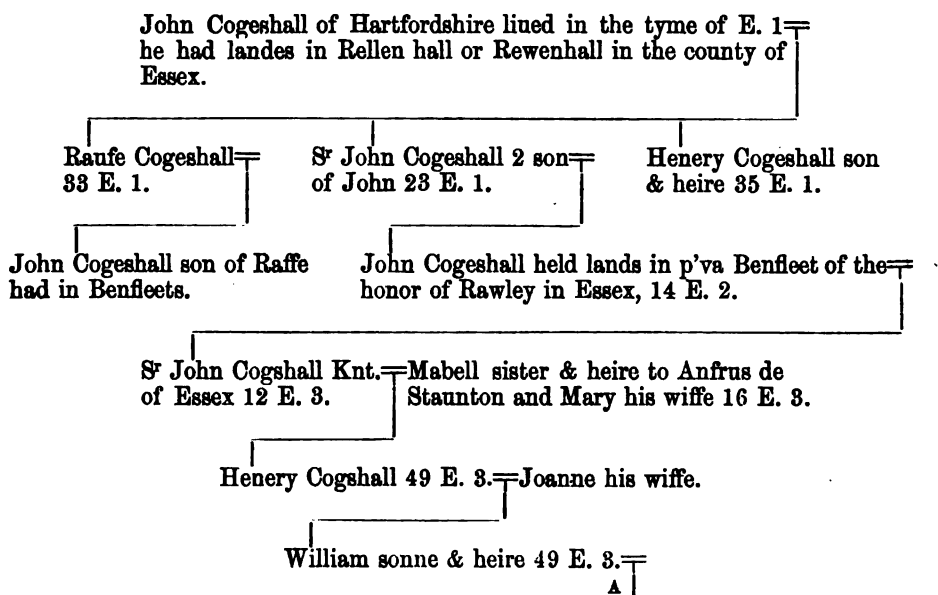 John Cogeshall of Hartfordshire liued in the tyme of E. 1
he had landes in Rellen hall or Rewenhall in the county of
Essex.
Raufe Cogeshall
33 E. 1.
Sr John Cogeshall 2 son
of John 23 E. 1.
Henery Cogeshall son
& heire 35 E. 1.
John Cogeshall son of Raffe
had in Benfleets.
John Cogeshall held lands in p'va Benfleet of the
honor of Rawley in Essex, 14 E. 2.
Sr John Cogshall Knt.
of Essex 12 E. 3.
Mabell sister & heire to Anfrus de
Staunton and Mary his wiffe 16 E. 3.
Henery Cogshall 49 E. 3.
Joanne his wiffe.
William sonne & heire 49 E. 3.
A